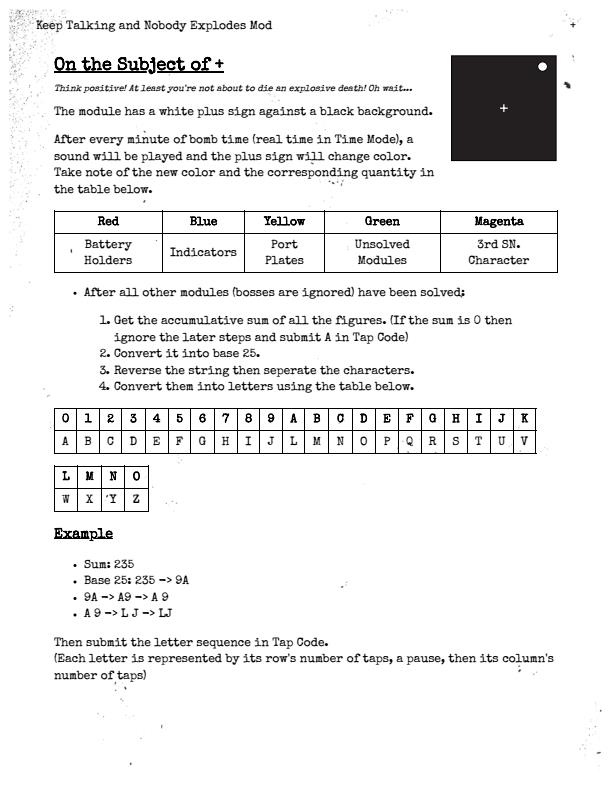 Keep Talking and Nobody Explodes Mod +
On the Subject of +
Think positive! At least you're not about to die an explosive death! Oh wait...
The module has a white plus sign against a black background.
+
After every minute of bomb time (real time in Time Mode), a
sound will be played and the plus sign will change color.
Take note of the new color and the corresponding quantity in
the table below.
Red Blue Yellow Green Magenta
Battery Holders Indicators Port Plates Unsolved Modules 3rd SN. Character
• After all other modules (bosses are ignored) have been solved;
1. Get the accumulative sum of all the figures. (If the sum is 0 then
ignore the later steps and submit A in Tap Code)
2. Convert it into base 25.
3. Reverse the string then seperate the characters.
4. Convert them into letters using the table below.
0 1 2 3 4 5 6 7 8 9 A B C D E F G H I J K
A B C D E F G H I J L M N O P Q R S T U V
L M N O
W X Y Z
Example
• Sum: 235
• Base 25: 235 -> 9A
• 9A -> A9 -> A 9
• A 9 -> L J -> LJ
Then submit the letter sequence in Tap Code.
(Each letter is represented by its row's number of taps, a pause, then its column's
number of taps)